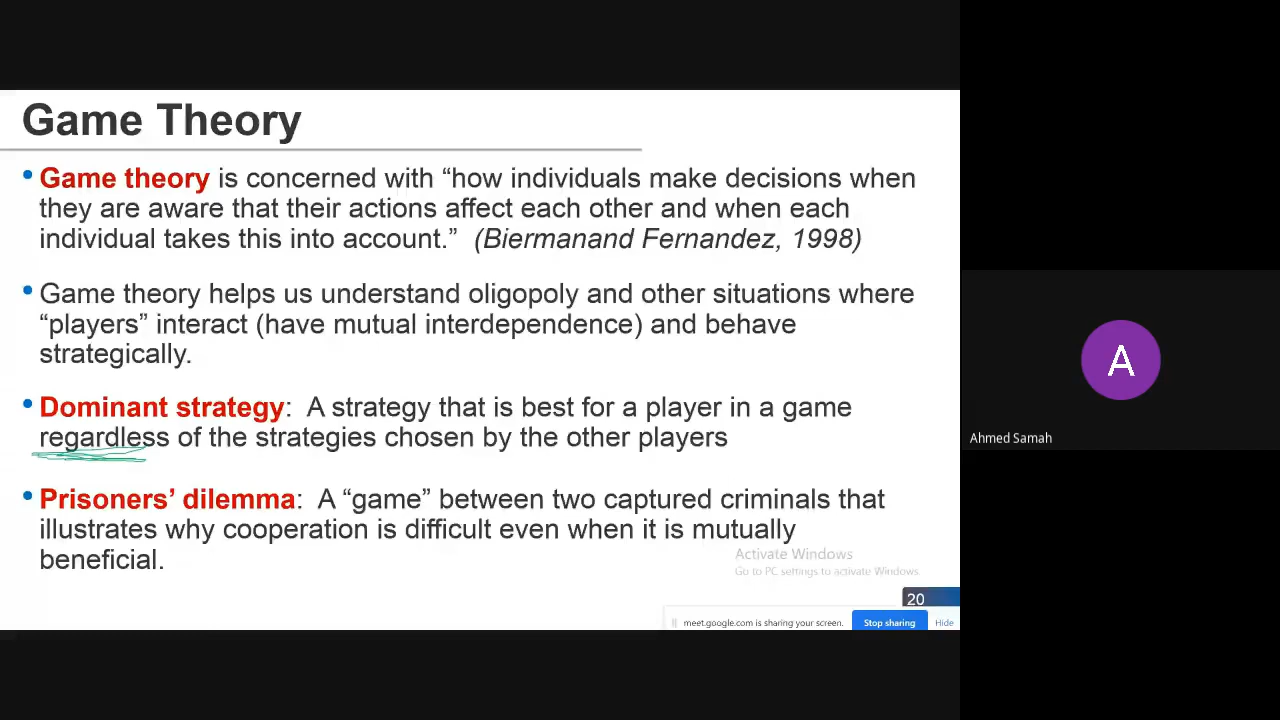 Game Theory
• Game theory is concerned with “how individuals make decisions when
they are aware that their actions affect each other and when each
individual takes this into account.” (Biermanand Fernandez, 1998)
• Game theory helps us understand oligopoly and other situations where
“players” interact (have mutual interdependence) and behave
strategically.
• Dominant strategy: A strategy that is best for a player in a game
regardless of the strategies chosen by the other players
• Prisoners’ dilemma: A “game” between two captured criminals that
illustrates why cooperation is difficult even when it is mutually
beneficial.
Activate Windows
Go to PC settings to activate Windows.
20
meet.google.com is sharing your screen. Stop sharing Hide
A
Ahmed Samah